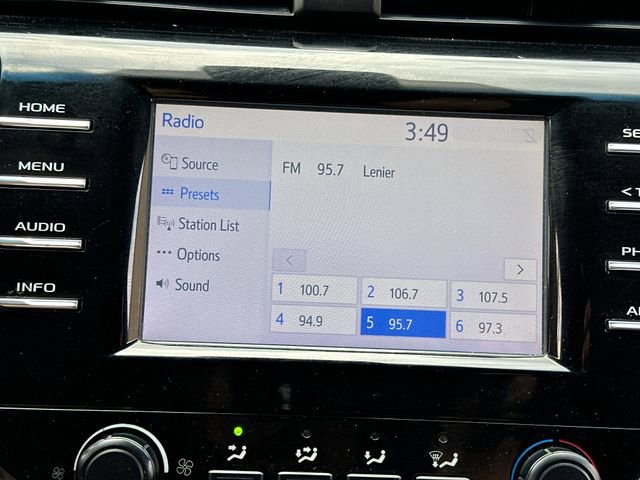 HOME
MENU
AUDIO
INFO
Radio
3:49
Source
Presets
Station List
Options
Sound
FM 95.7 Lenier
1 100.7
2 106.7
3 107.5
4 94.9
5 95.7
6 97.3